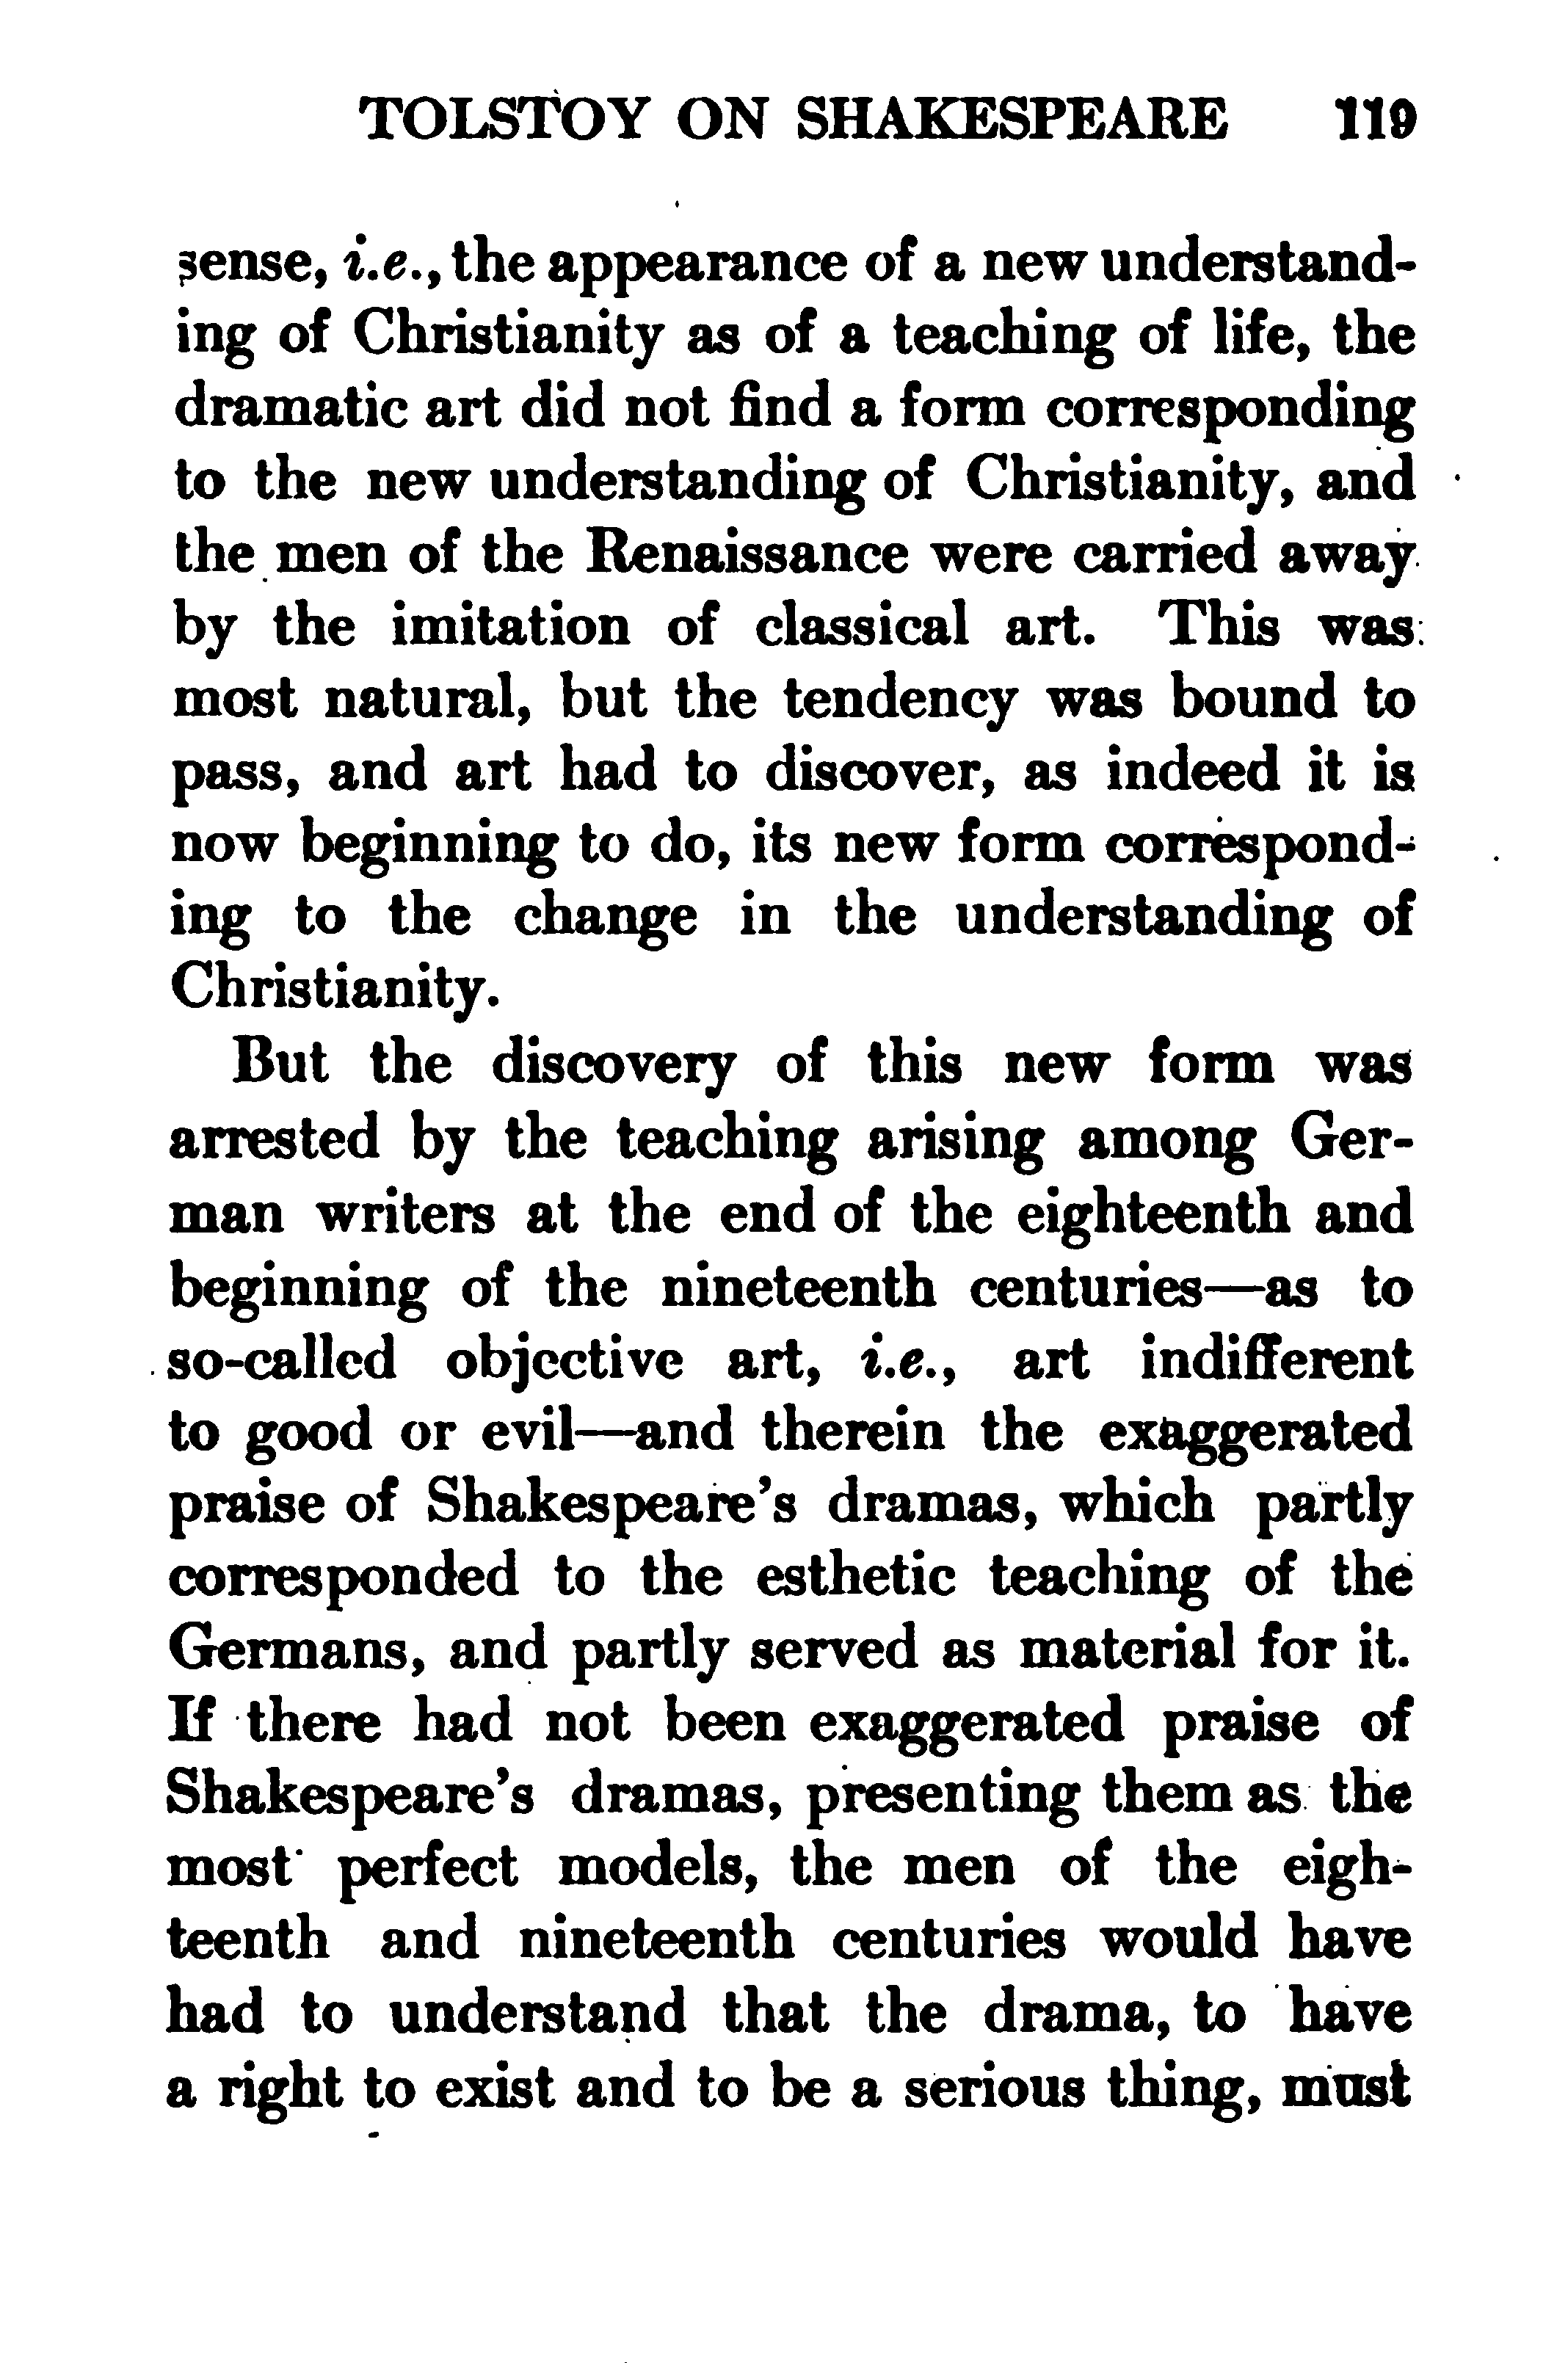 TOLSTOY ON SHAKESPEARE 119
sense, i.e., the appearance of a new understand-
ing of Christianity as of a teaching of life, the
dramatic art did not find a form corresponding
to the new understanding of Christianity, and
the men of the Renaissance were carried away
by the imitation of classical art. This was
most natural, but the tendency was bound to
pass, and art had to discover, as indeed it is
now beginning to do, its new form correspond-
ing to the change in the understanding of
Christianity.
But the discovery of this new form was
arrested by the teaching arising among Ger-
man writers at the end of the eighteenth and
beginning of the nineteenth centuries—as to
so-called objective art, i.e., art indifferent
to good or evil—and therein the exaggerated
praise of Shakespeare's dramas, which partly
corresponded to the esthetic teaching of the
Germans, and partly served as material for it.
If there had not been exaggerated praise of
Shakespeare's dramas, presenting them as the
most perfect models, the men of the eigh-
teenth and nineteenth centuries would have
had to understand that the drama, to have
a right to exist and to be a serious thing, must